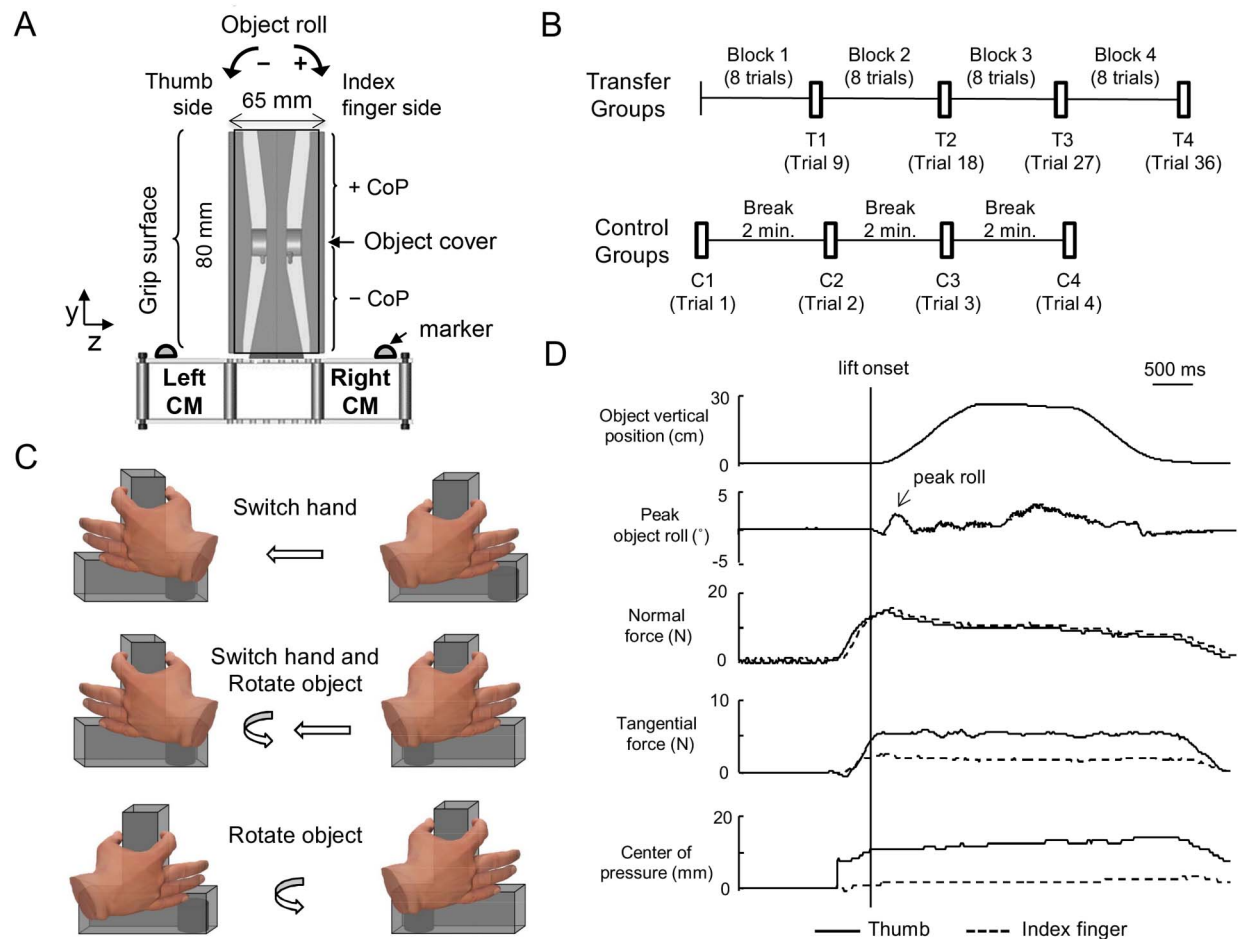 A
Object roll
− +
Thumb
side
Index
finger side
65 mm
Grip surface
80 mm
+ CoP
Object cover
− CoP
y
z
marker
Left
CM
Right
CM
B
Transfer
Groups
Block 1
(8 trials)
Block 2
(8 trials)
Block 3
(8 trials)
Block 4
(8 trials)
T1
(Trial 9)
T2
(Trial 18)
T3
(Trial 27)
T4
(Trial 36)
Control
Groups
Break
2 min.
Break
2 min.
Break
2 min.
C1
(Trial 1)
C2
(Trial 2)
C3
(Trial 3)
C4
(Trial 4)
C
Switch hand
Switch hand and
Rotate object
Rotate object
D
lift onset
500 ms
Object vertical
position (cm)
30
0
peak roll
Peak
object roll (°)
5
-5
Normal
force (N)
20
0
Tangential
force (N)
10
0
Center of
pressure (mm)
20
0
Thumb
Index finger